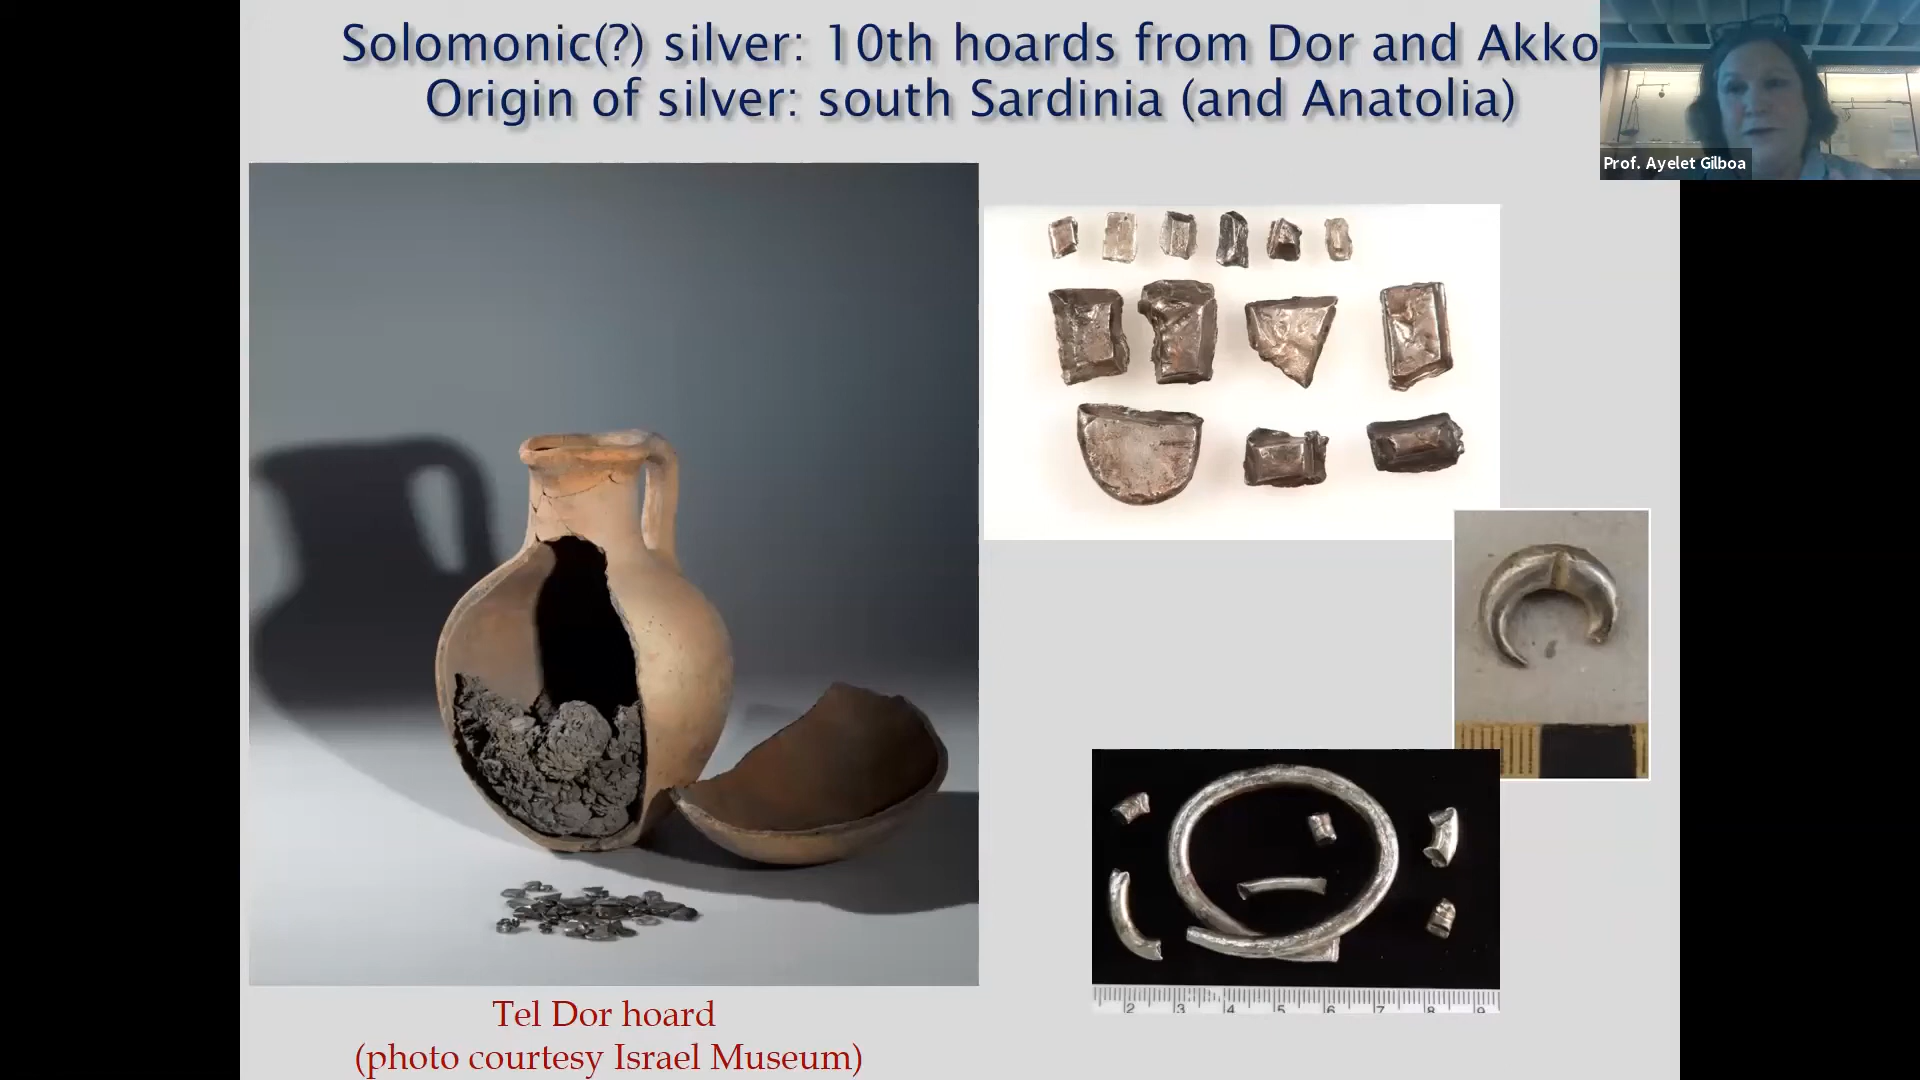 Solomonic(?) silver: 10th hoards from Dor and Akko
Origin of silver: south Sardinia (and Anatolia)
Prof. Ayelet Gilboa
2 3 4 5 6 7 8 9
Tel Dor hoard
(photo courtesy Israel Museum)